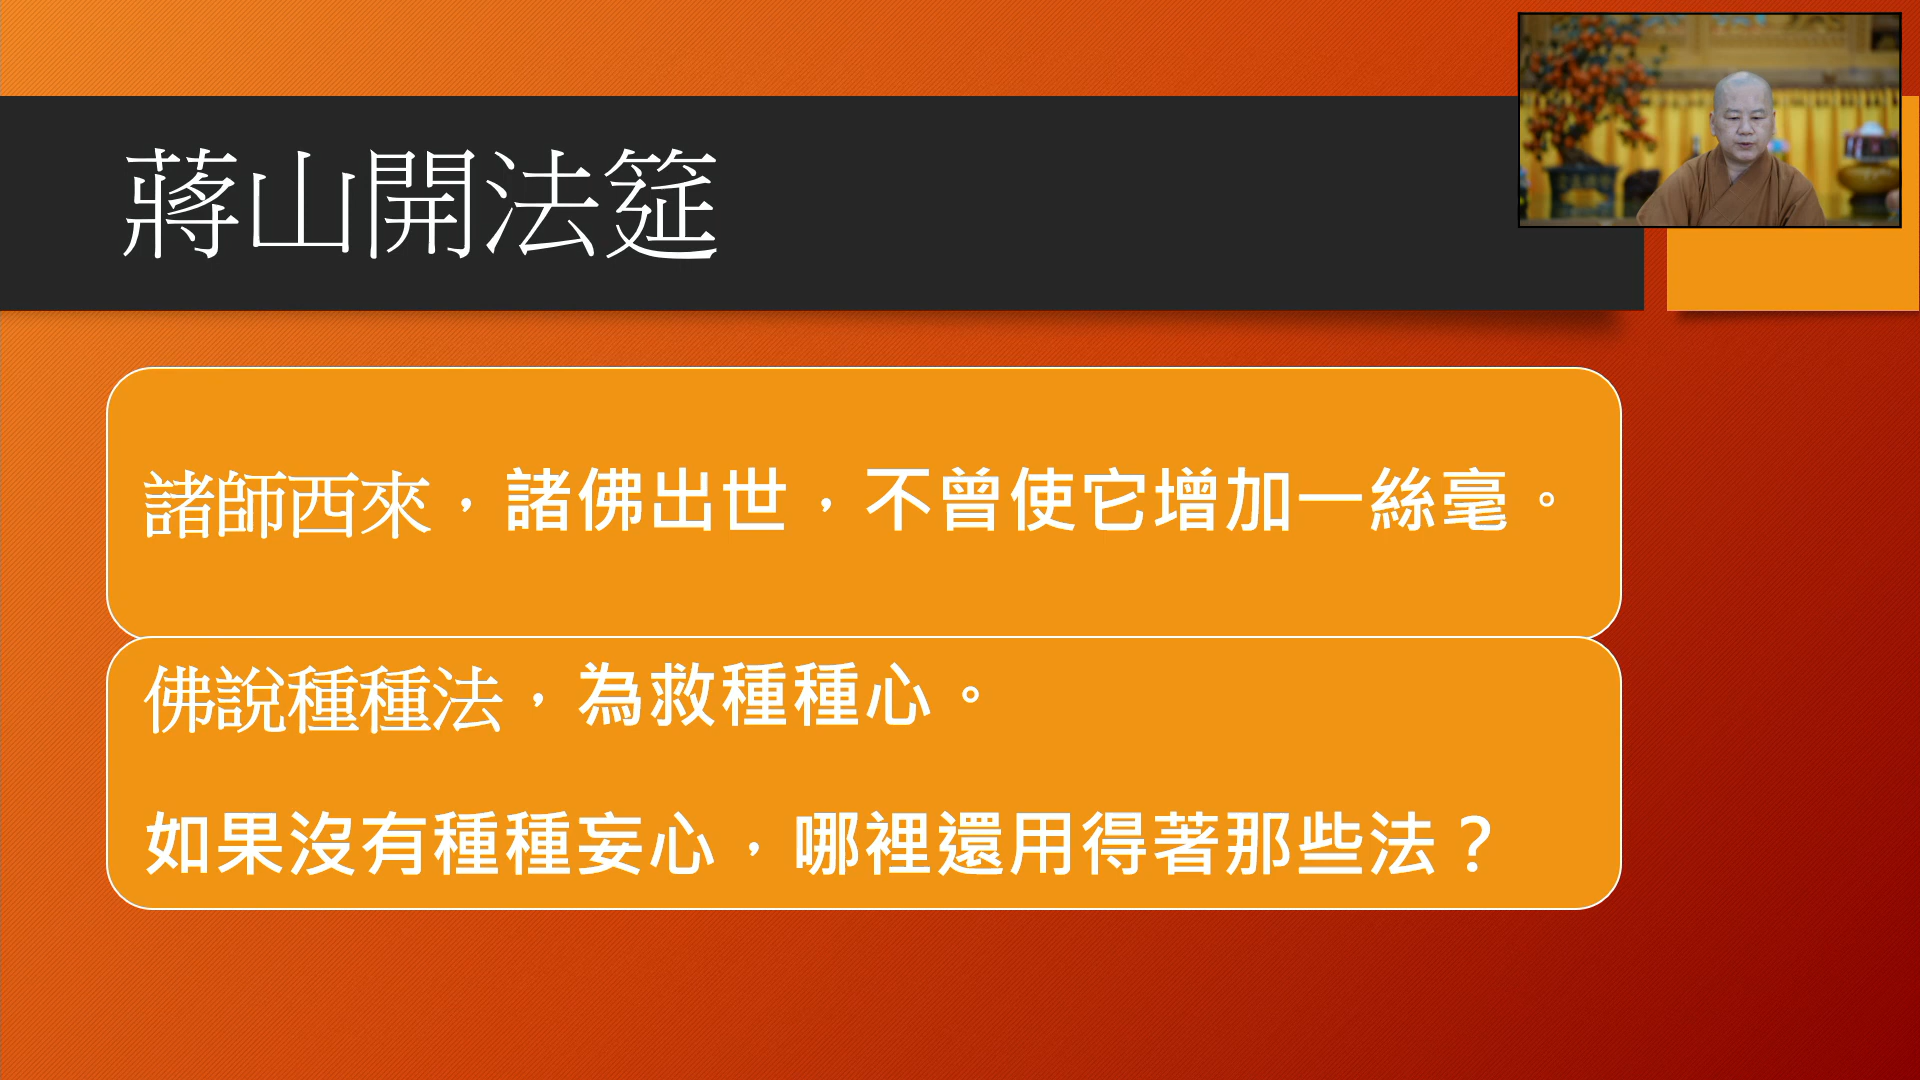 蔣山開法筵
諸師西來，諸佛出世，不曾使它增加一絲毫。
佛說種種法，為救種種心。
如果沒有種種妄心，哪裡還用得著那些法？